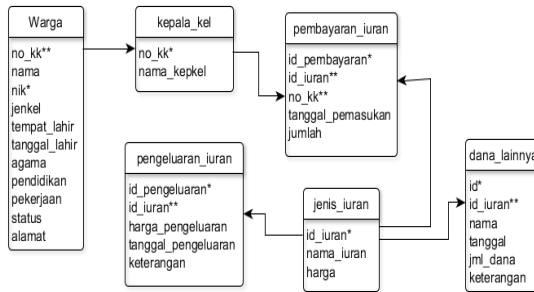 Warga
no_kk**
nama
nik*
jenkel
tempat_lahir
tanggal_lahir
agama
pendidikan
pekerjaan
status
alamat
kepala_kel
no_kk*
nama_kepkel
pembayaran_iuran
id_pembayaran*
id_iuran**
no_kk**
tanggal_pemasukan
jumlah
pengeluaran_iuran
id_pengeluaran*
id_iuran**
harga_pengeluaran
tanggal_pengeluaran
keterangan
jenis_iuran
id_iuran*
nama_iuran
harga
dana_lainnya
id*
id_iuran**
nama
tanggal
jml_dana
keterangan